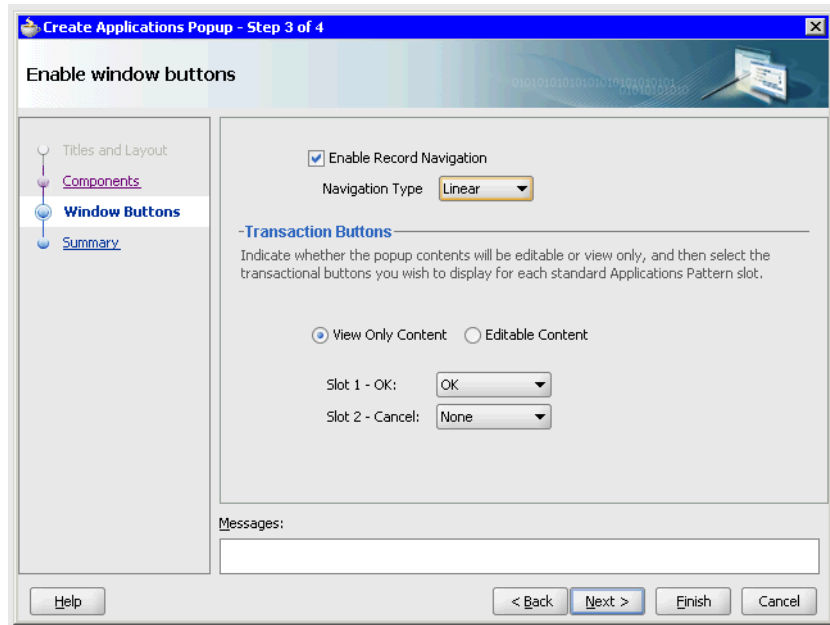 Create Applications Popup - Step 3 of 4
Enable window buttons
Titles and Layout
Components
Window Buttons
Summary
Enable Record Navigation
Navigation Type Linear
Transaction Buttons
Indicate whether the popup contents will be editable or view only, and then select the
transactional buttons you wish to display for each standard Applications Pattern slot.
View Only Content Editable Content
Slot 1 - OK: OK
Slot 2 - Cancel: None
Messages:
Help < Back Next > Finish Cancel